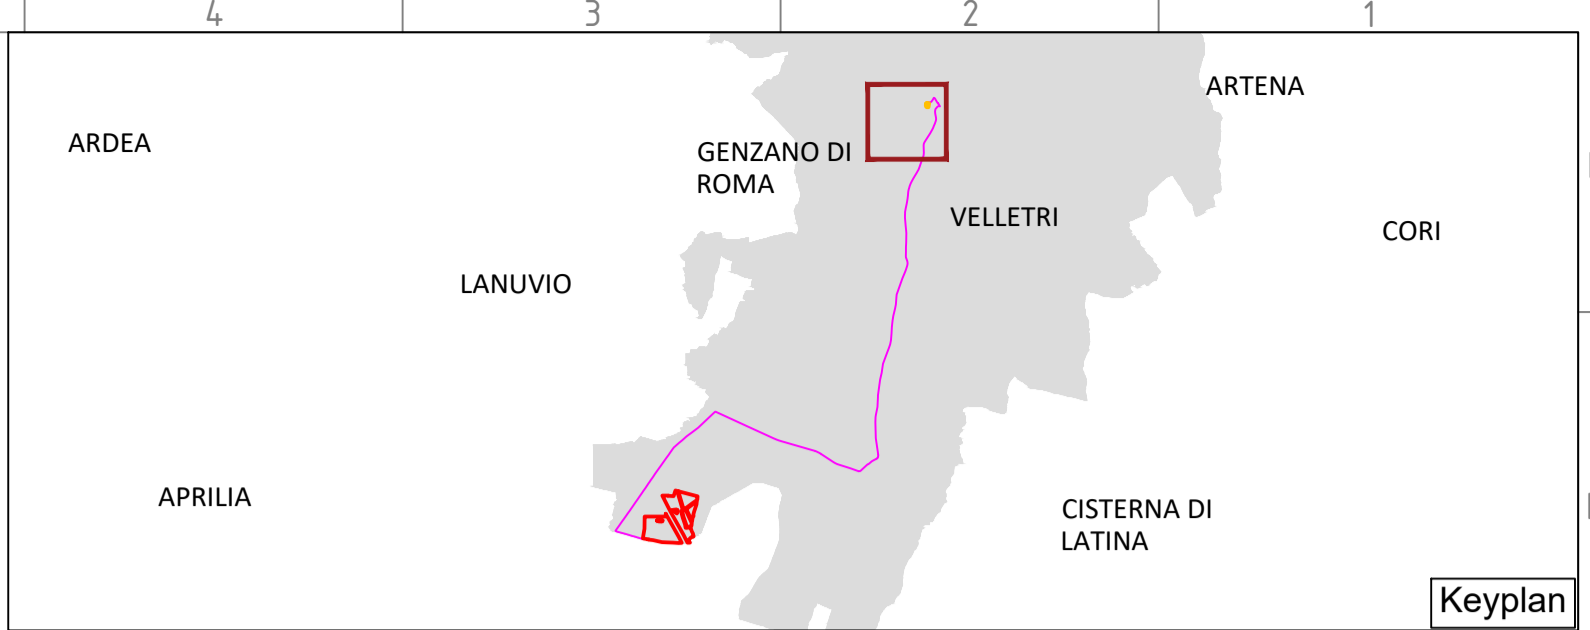 4 3 2 1
ARTENA
ARDEA
GENZANO DI
ROMA
VELLETRI
CORI
LANUVIO
APRILIA
CISTERNA DI
LATINA
Keyplan